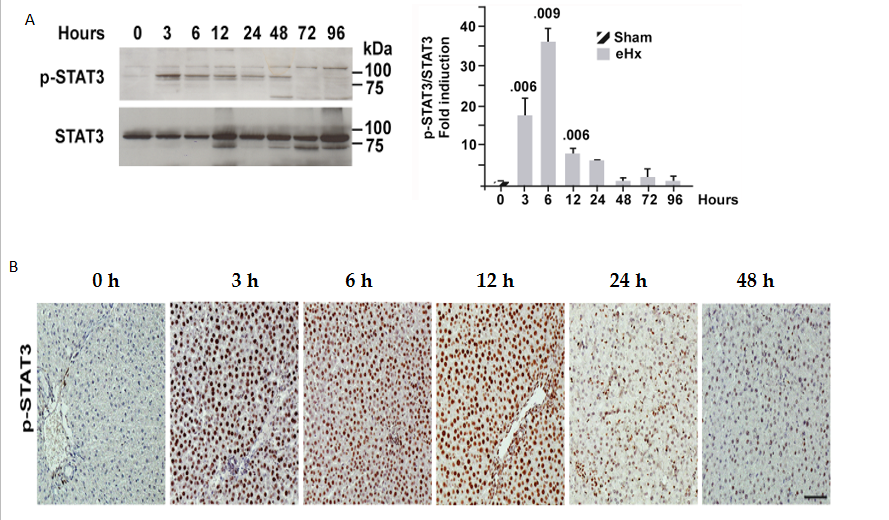 A
Hours 0 3 6 12 24 48 72 96
kDa
p-STAT3
100
75
STAT3
100
75
p-STAT3/STAT3
Fold indiuction
40
30
20
10
.006
.009
.006
Sham
eHx
0 3 6 12 24 48 72 96 Hours
B
0 h 3 h 6 h 12 h 24 h 48 h
p-STAT3